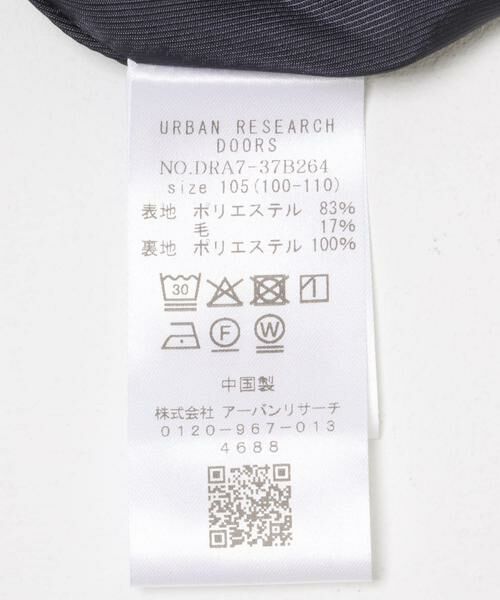 URBAN RESEARCH
DOORS
NO.DRA7-37B264
size 105(100-110)
表地 ポリエステル 83%
毛 17%
裏地 ポリエステル 100%
30
F W
中国製
株式会社 アーバンリサーチ
0120-967-013
4688